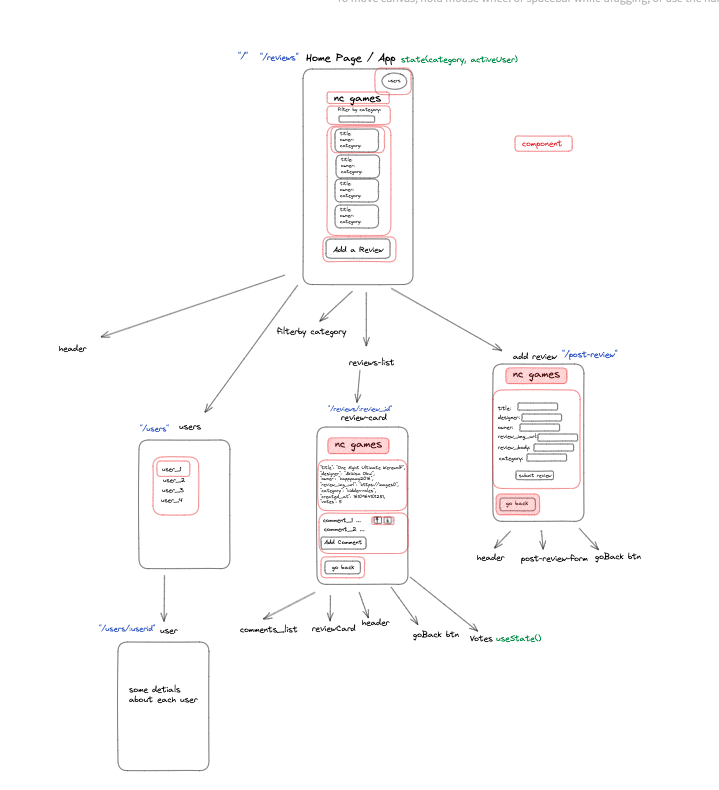 To move canvas, hold mouse wheel or spacebar while dragging, or use the han
"/" "/reviews" Home Page / App state(category, activeUser)
users
nc games
filter by category:
title:
owner:
category:
title:
owner:
category:
title:
owner:
category:
title:
owner:
category:
Add a Review
component
header
filterby category
reviews-list
add review "/post-review"
"/users" users
user_1
user_2
user_3
user_4
"/users/:userid" user
some detials
about each user
"/reviews/:review_id"
review-card
nc games
"title": "One Night Ultimate Werewolf",
"designer": "Akihisa Okui",
"owner": "happyamy2016",
"category": "hidden-roles",
"votes": 5
comment_1 ...
comment_2 ...
Add Comment
go back
comments_list
reviewCard
header
goBack btn
Votes useState()
nc games
title:
designer:
owner:
review_img_url:
review_body:
category:
submit review
go back
header
post-review-form
goBack btn